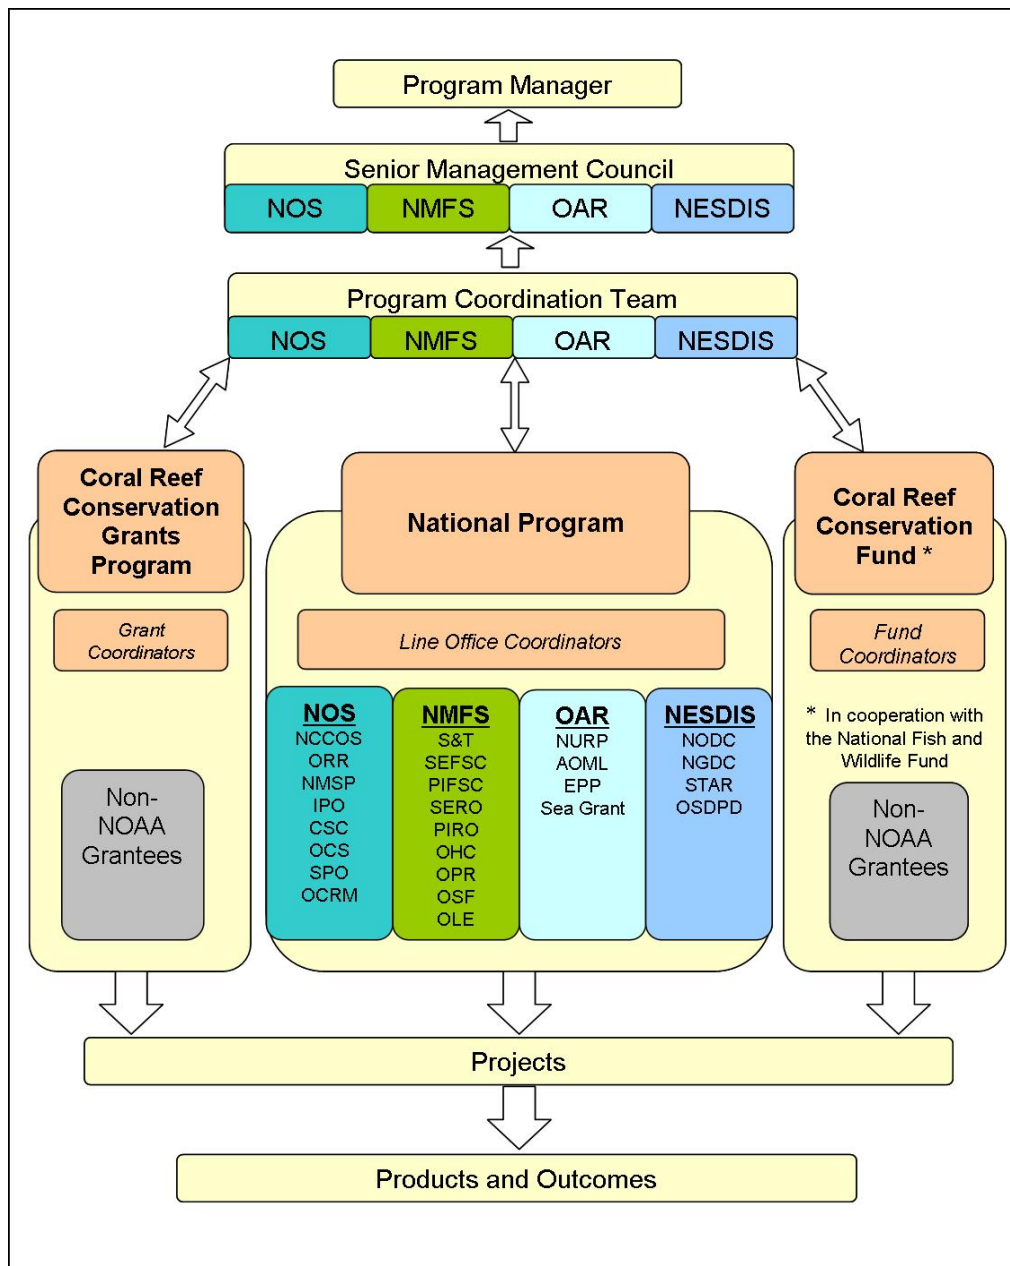 Program Manager
Senior Management Council
NOS
NMFS
OAR
NESDIS
Program Coordination Team
NOS
NMFS
OAR
NESDIS
Coral Reef
Conservation
Grants
Program
Grant
Coordinators
Non-
NOAA
Grantees
National Program
Line Office Coordinators
NOS
NCCOS
ORR
NMSP
IPO
CSC
OCS
SPO
OCRM
NMFS
S&T
SEFSC
PIFSC
SERO
PIRO
OHC
OPR
OSF
OLE
OAR
NURP
AOML
EPP
Sea Grant
NESDIS
NODC
NGDC
STAR
OSDPD
Coral Reef
Conservation
Fund *
Fund
Coordinators
* In cooperation with
the National Fish and
Wildlife Fund
Non-
NOAA
Grantees
Projects
Products and Outcomes